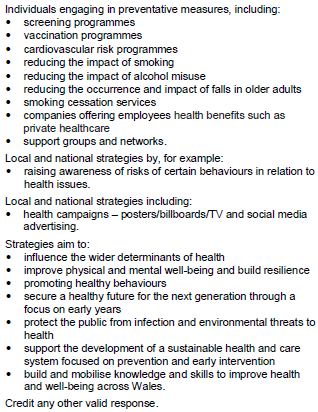 Individuals engaging in preventative measures, including:
• screening programmes
• vaccination programmes
• cardiovascular risk programmes
• reducing the impact of smoking
• reducing the impact of alcohol misuse
• reducing the occurrence and impact of falls in older adults
• smoking cessation services
• companies offering employees health benefits such as
private healthcare
• support groups and networks.
Local and national strategies by, for example:
• raising awareness of risks of certain behaviours in relation to
health issues.
Local and national strategies including:
• health campaigns – posters/billboards/TV and social media
advertising.
Strategies aim to:
• influence the wider determinants of health
• improve physical and mental well-being and build resilience
• promoting healthy behaviours
• secure a healthy future for the next generation through a
focus on early years
• protect the public from infection and environmental threats to
health
• support the development of a sustainable health and care
system focused on prevention and early intervention
• build and mobilise knowledge and skills to improve health
and well-being across Wales.
Credit any other valid response.